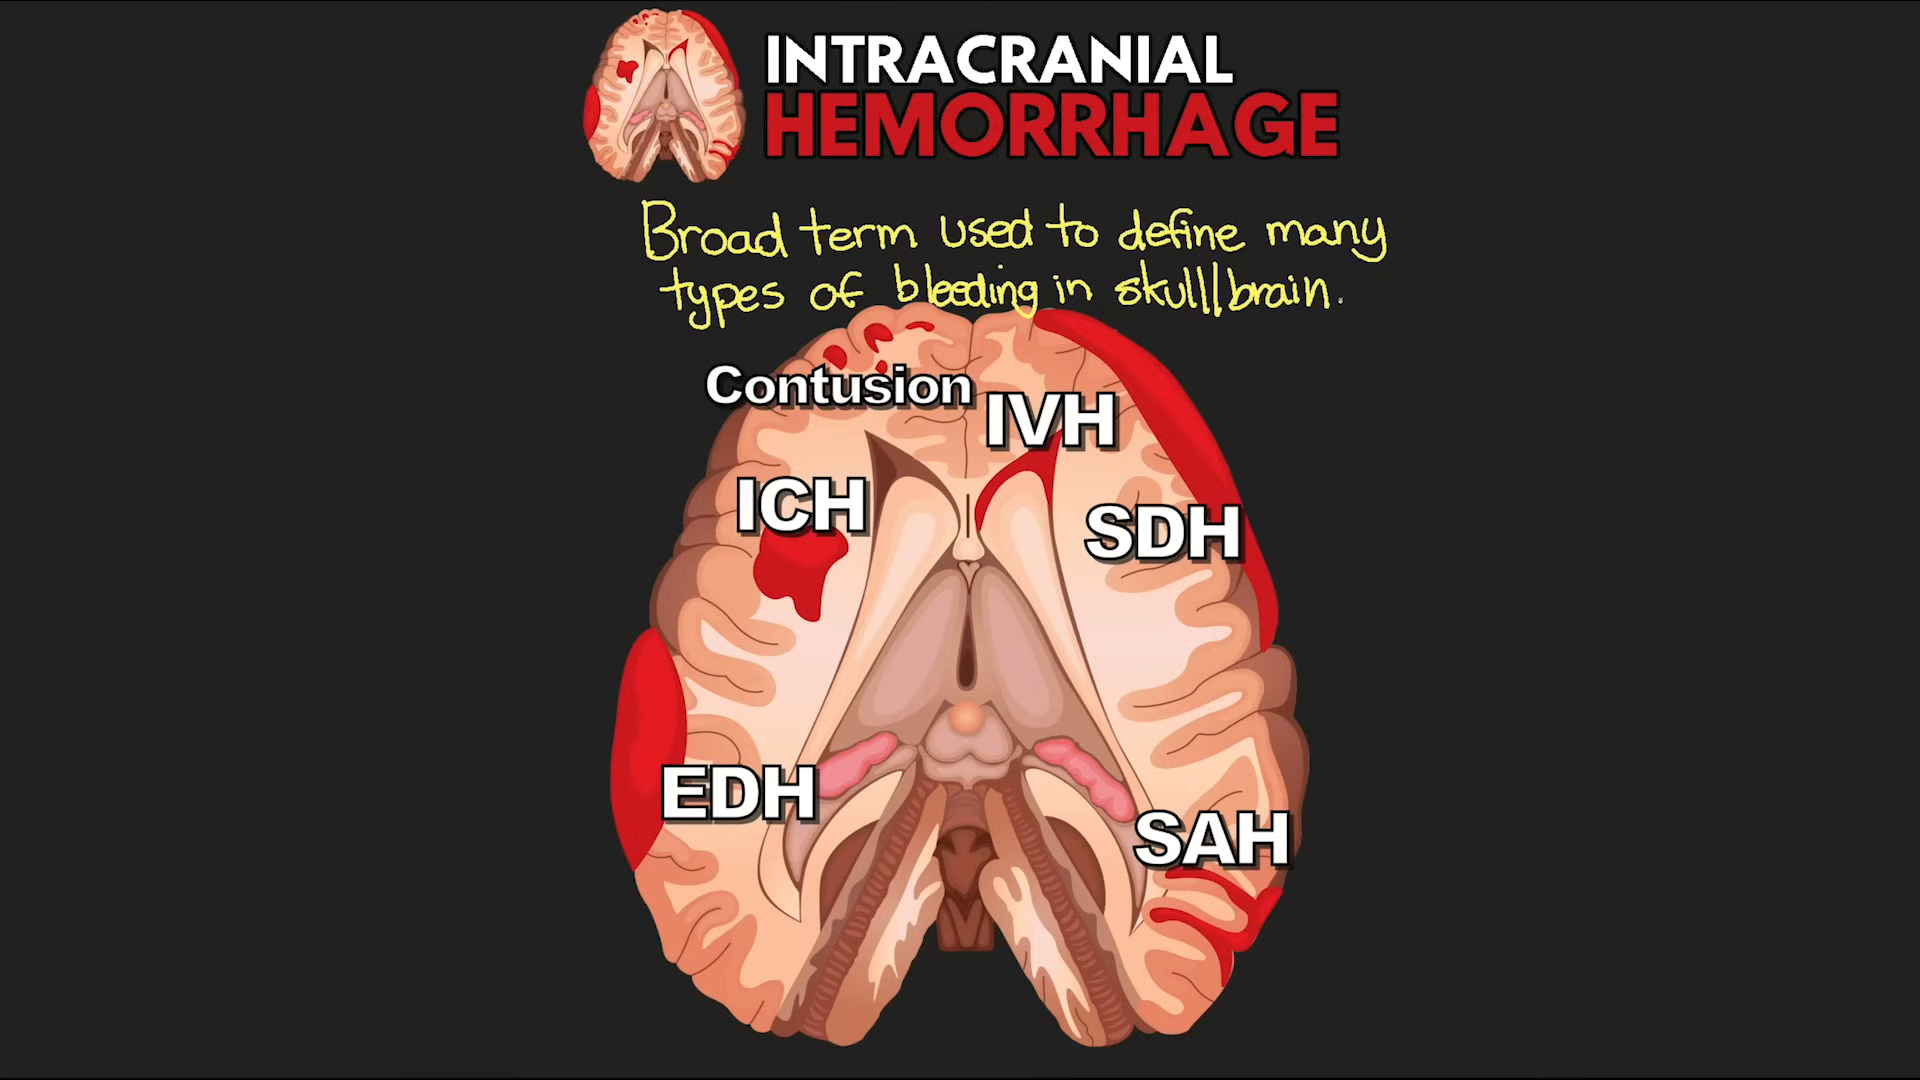 INTRACRANIAL
HEMORRHAGE
Broad term used to define many
types of bleeding in skull/brain.
Contusion
IVH
ICH
SDH
EDH
SAH